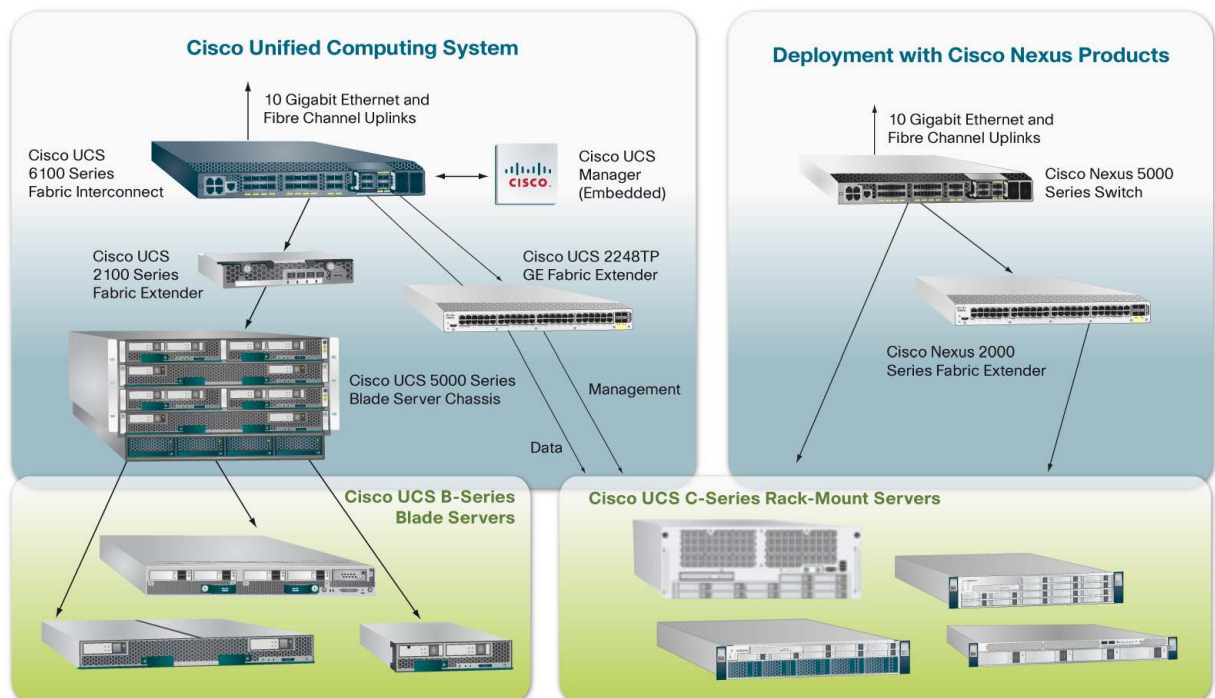 Cisco Unified Computing System
10 Gigabit Ethernet and
Fibre Channel Uplinks
Cisco UCS
6100 Series
Fabric Interconnect
CISCO.
Cisco UCS
Manager
(Embedded)
Cisco UCS
2100 Series
Fabric Extender
Cisco UCS 2248TP
GE Fabric Extender
Cisco UCS 5000 Series
Blade Server Chassis
Management
Data
Deployment with Cisco Nexus Products
10 Gigabit Ethernet and
Fibre Channel Uplinks
Cisco Nexus 5000
Series Switch
Cisco Nexus 2000
Series Fabric Extender
Cisco UCS B-Series
Blade Servers
Cisco UCS C-Series Rack-Mount Servers